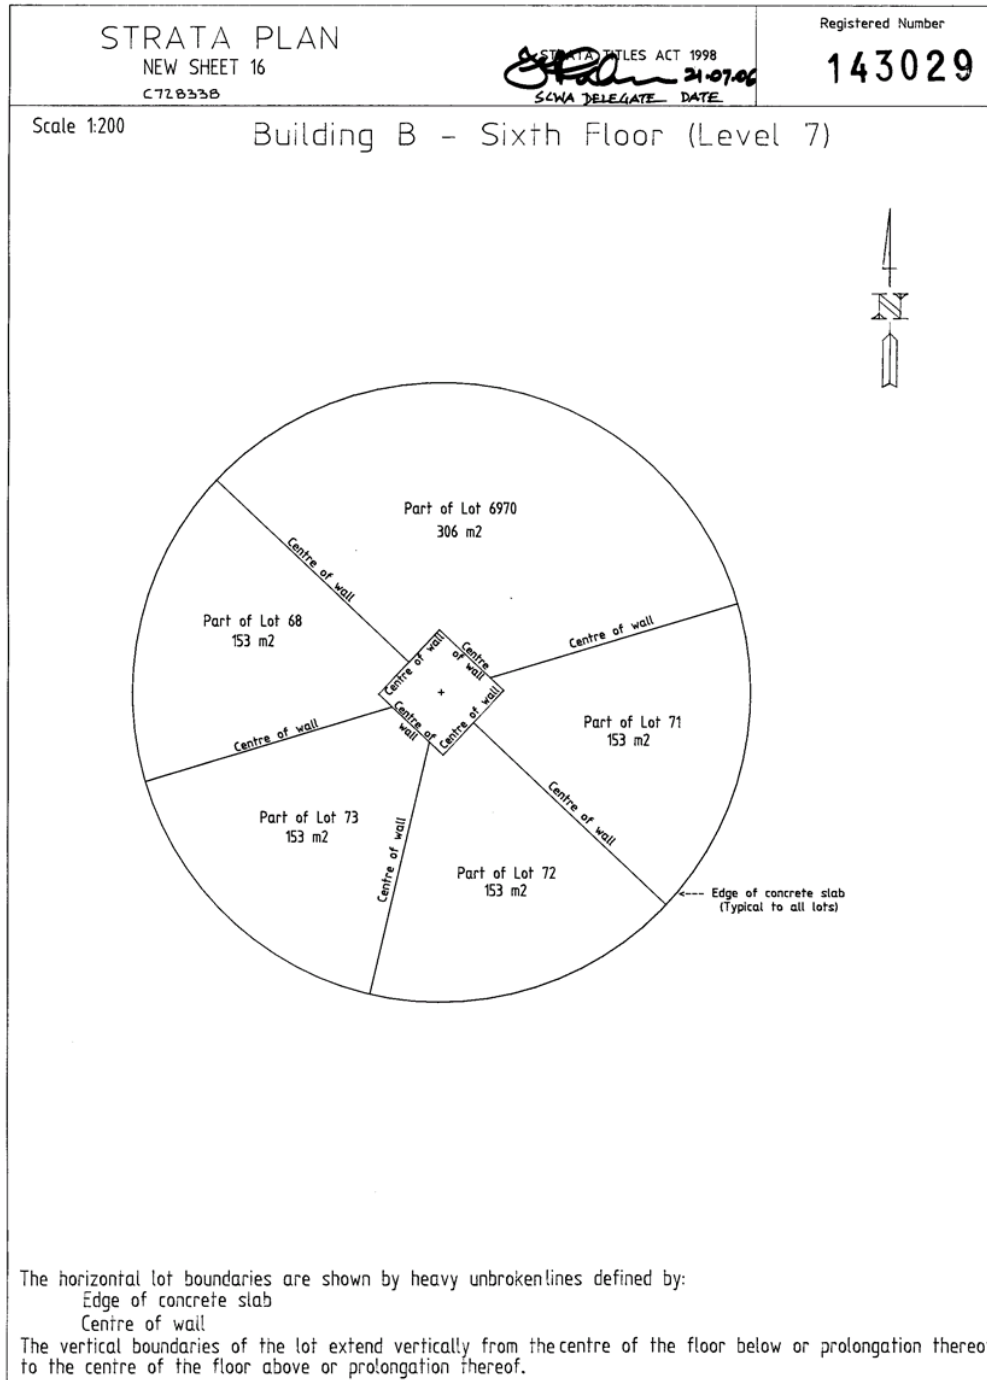 STRATA PLAN
NEW SHEET 16
C728338
STRATA TITLES ACT 1998
21-07-06
SLWA DELEGATE DATE
Registered Number
143029
Scale 1:200
Building B - Sixth Floor (Level 7)
N
Part of Lot 6970
306 m2
Centre of wall
Part of Lot 68
153 m2
Centre of wall
Centre of wall
Centre of wall
Centre of wall
Centre of wall
Part of Lot 71
153 m2
Centre of wall
Centre of wall
Part of Lot 73
153 m2
Centre of wall
Part of Lot 72
153 m2
Edge of concrete slab
(Typical to all lots)
The horizontal lot boundaries are shown by heavy unbroken lines defined by:
Edge of concrete slab
Centre of wall
The vertical boundaries of the lot extend vertically from the centre of the floor below or prolongation thereof
to the centre of the floor above or prolongation thereof.